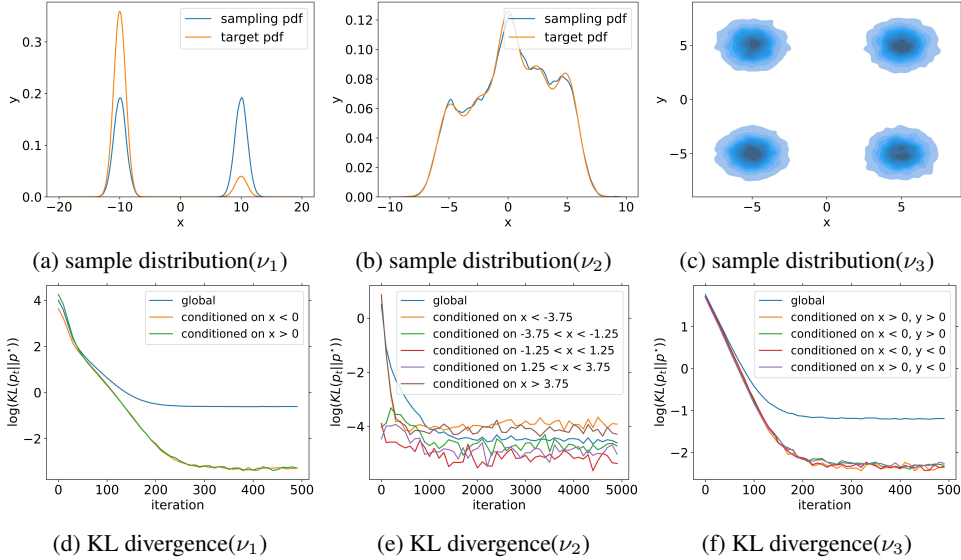 sampling pdf
target pdf
0.3
0.2
0.1
0.0
y
−20
−10
0
10
20
x
(a) sample distribution(ν₁)
sampling pdf
target pdf
0.12
0.10
0.08
0.06
0.04
0.02
0.00
y
−10
−5
0
5
10
x
(b) sample distribution(ν₂)
5
0
−5
y
−5
0
5
x
(c) sample distribution(ν₃)
global
conditioned on x < 0
conditioned on x > 0
4
2
0
−2
log(KL(pₜ||p*))
0
100
200
300
400
500
iteration
(d) KL divergence(ν₁)
global
conditioned on x < -3.75
conditioned on -3.75 < x < -1.25
conditioned on -1.25 < x < 1.25
conditioned on 1.25 < x < 3.75
conditioned on x > 3.75
0
−2
−4
log(KL(pₜ||p*))
0
1000
2000
3000
4000
5000
iteration
(e) KL divergence(ν₂)
global
conditioned on x > 0, y > 0
conditioned on x < 0, y > 0
conditioned on x < 0, y < 0
conditioned on x > 0, y < 0
1
0
−1
−2
log(KL(pₜ||p*))
0
100
200
300
400
500
iteration
(f) KL divergence(ν₃)